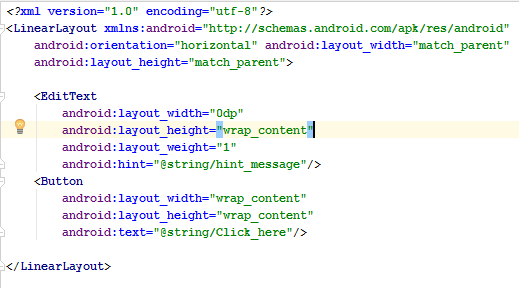 <?xml version="1.0" encoding="utf-8"?>
<LinearLayout xmlns:android="http://schemas.android.com/apk/res/android"
    android:orientation="horizontal" android:layout_width="match_parent"
    android:layout_height="match_parent">

    <EditText
        android:layout_width="0dp"
        android:layout_height="wrap_content"
        android:layout_weight="1"
        android:hint="@string/hint_message"/>
    <Button
        android:layout_width="wrap_content"
        android:layout_height="wrap_content"
        android:text="@string/Click_here"/>

</LinearLayout>